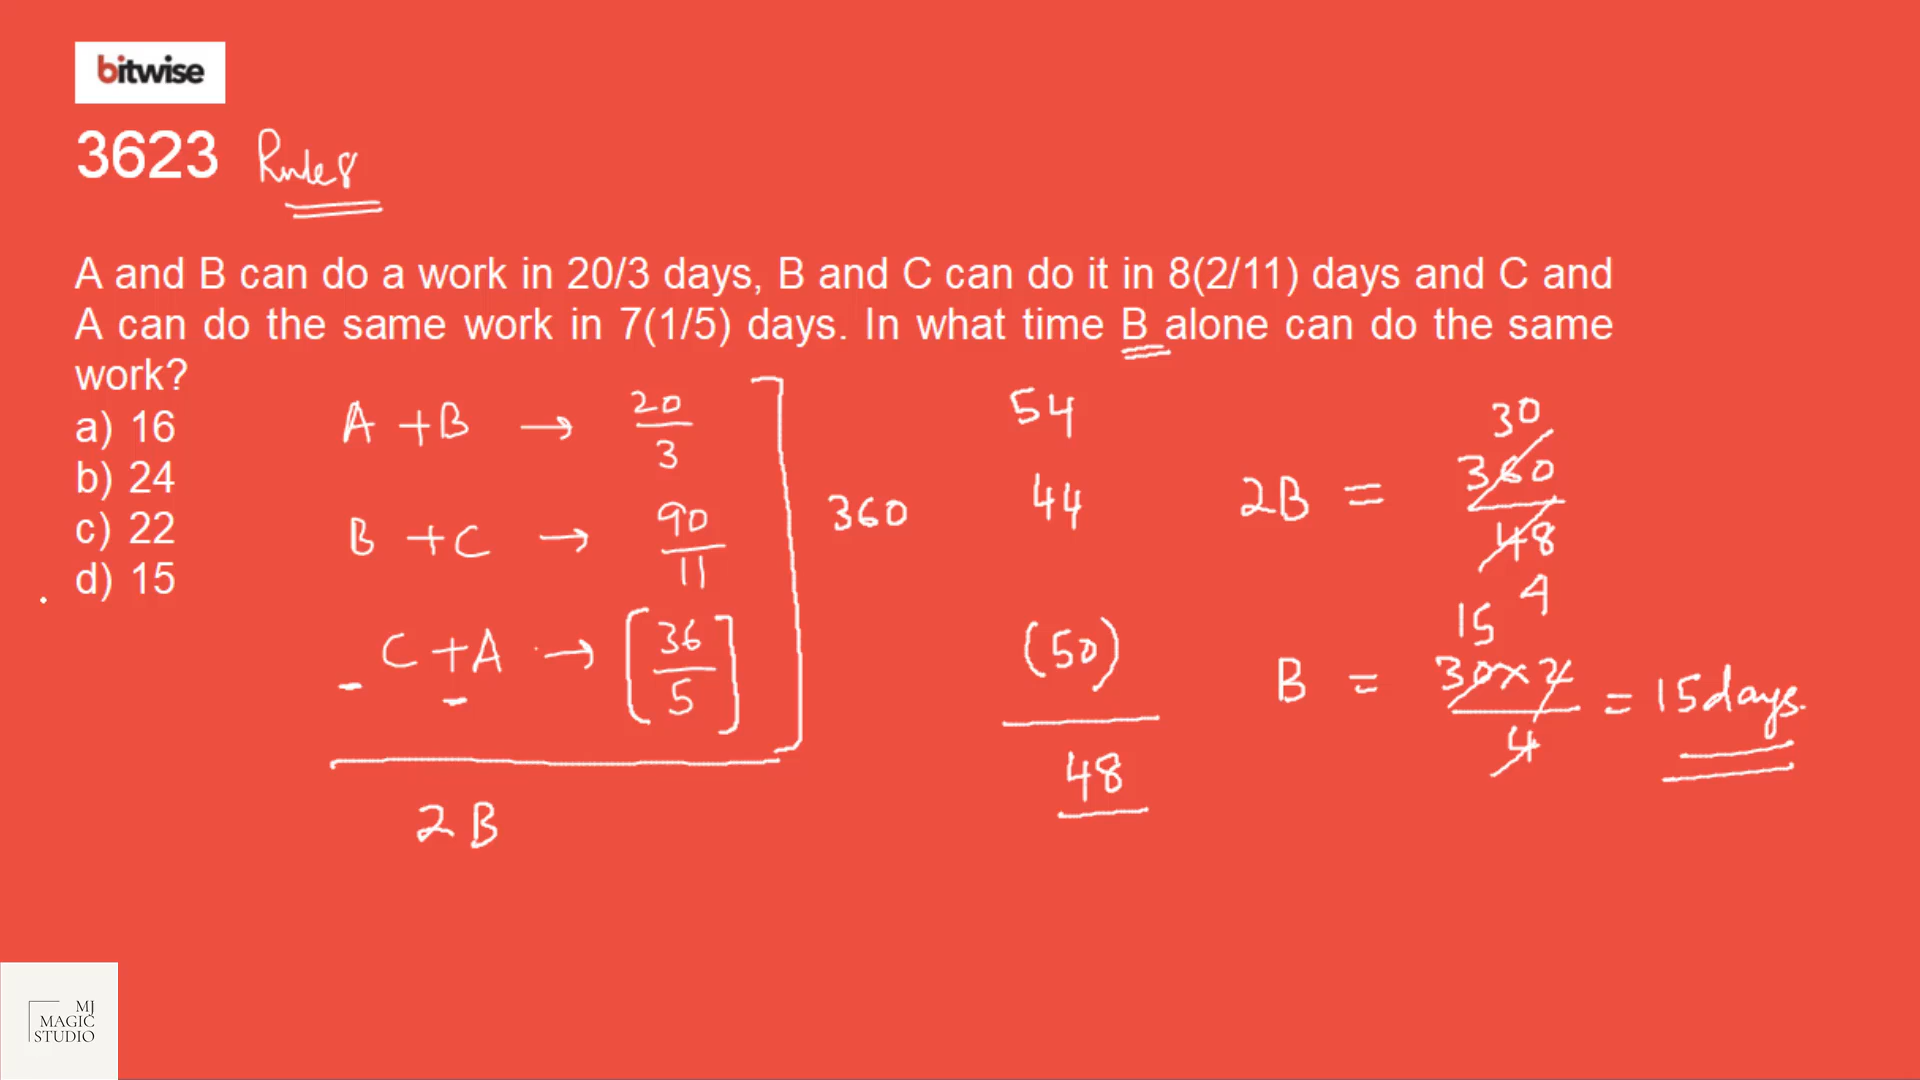 bitwise
3623 Rule 8
A and B can do a work in 20/3 days, B and C can do it in 8(2/11) days and C and
A can do the same work in 7(1/5) days. In what time B alone can do the same
work?
a) 16
b) 24
c) 22
d) 15
A + B → 20/3
B + C → 90/11
- C + A → [36/5]
-
2B
360
54
44
(50)
48
30
2B = 360/48
4
15
B = 30×2/4 = 15 days.
MJ
MAGIC
STUDIO